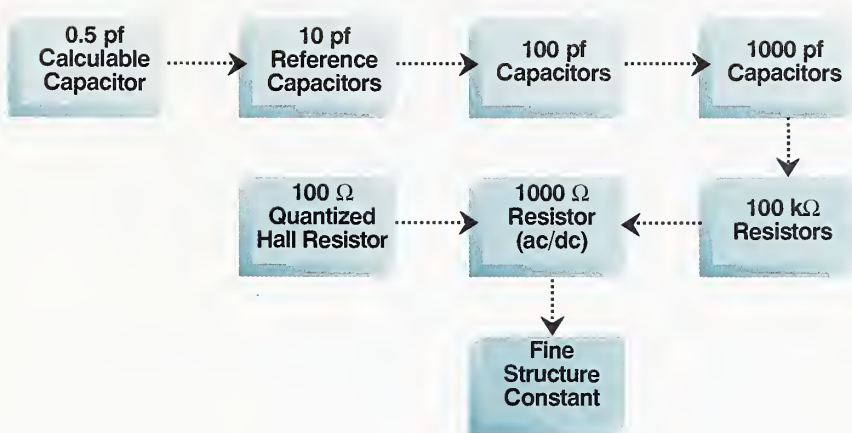 0.5 pf
Calculable
Capacitor
10 pf
Reference
Capacitors
100 pf
Capacitors
1000 pf
Capacitors
100 Ω
Quantized
Hall Resistor
1000 Ω
Resistor
(ac/dc)
100 kΩ
Resistors
Fine
Structure
Constant